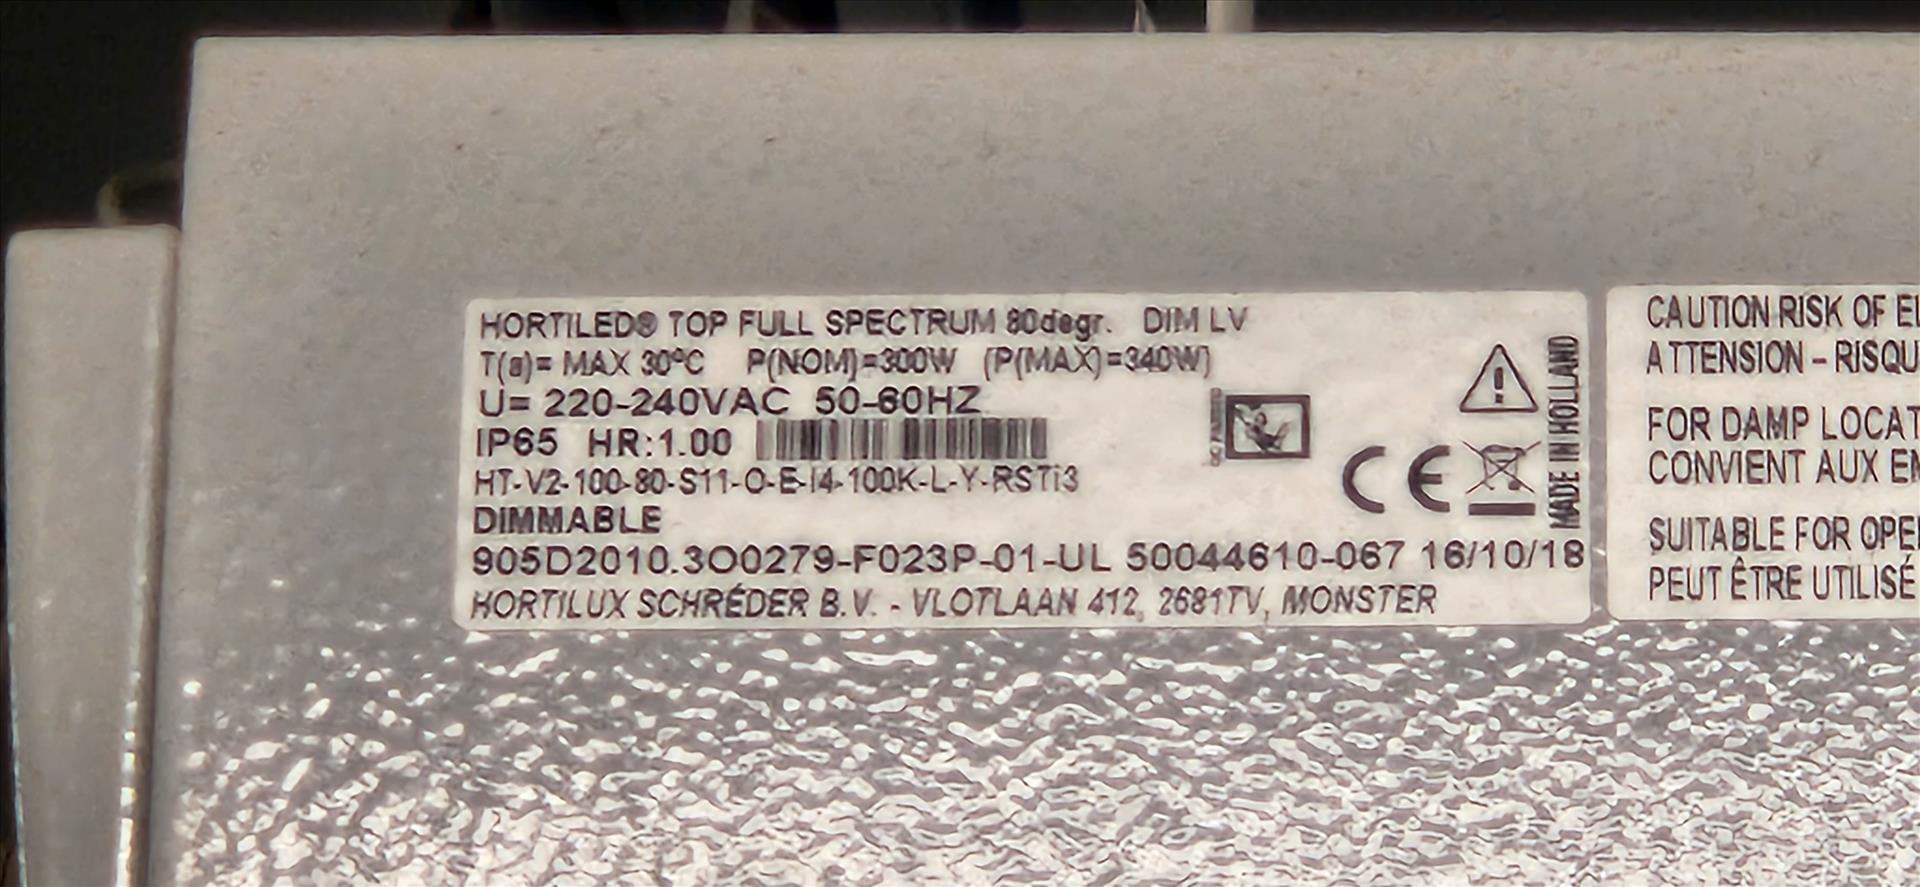 HORTILED® TOP FULL SPECTRUM 80degr. DIM LV
T(a)= MAX 30ºC P(NOM)=300W (P(MAX)=340W)
U= 220-240VAC 50-60HZ
IP65 HR:1.00
HT-V2-100-80-S11-O-E-I4-100K-L-Y-RSTi3
DIMMABLE
905D2010.3O0279-F023P-01-UL 50044610-067 16/10/18
HORTILUX SCHRÉDER B.V. - VLOTLAAN 412, 2681TV, MONSTER
CE
MADE IN HOLLAND
CAUTION RISK OF
ATTENTION - RISQU
FOR DAMP LOCAT
CONVIENT AUX
SUITABLE FOR OPE
PEUT ÊTRE UTILISÉ